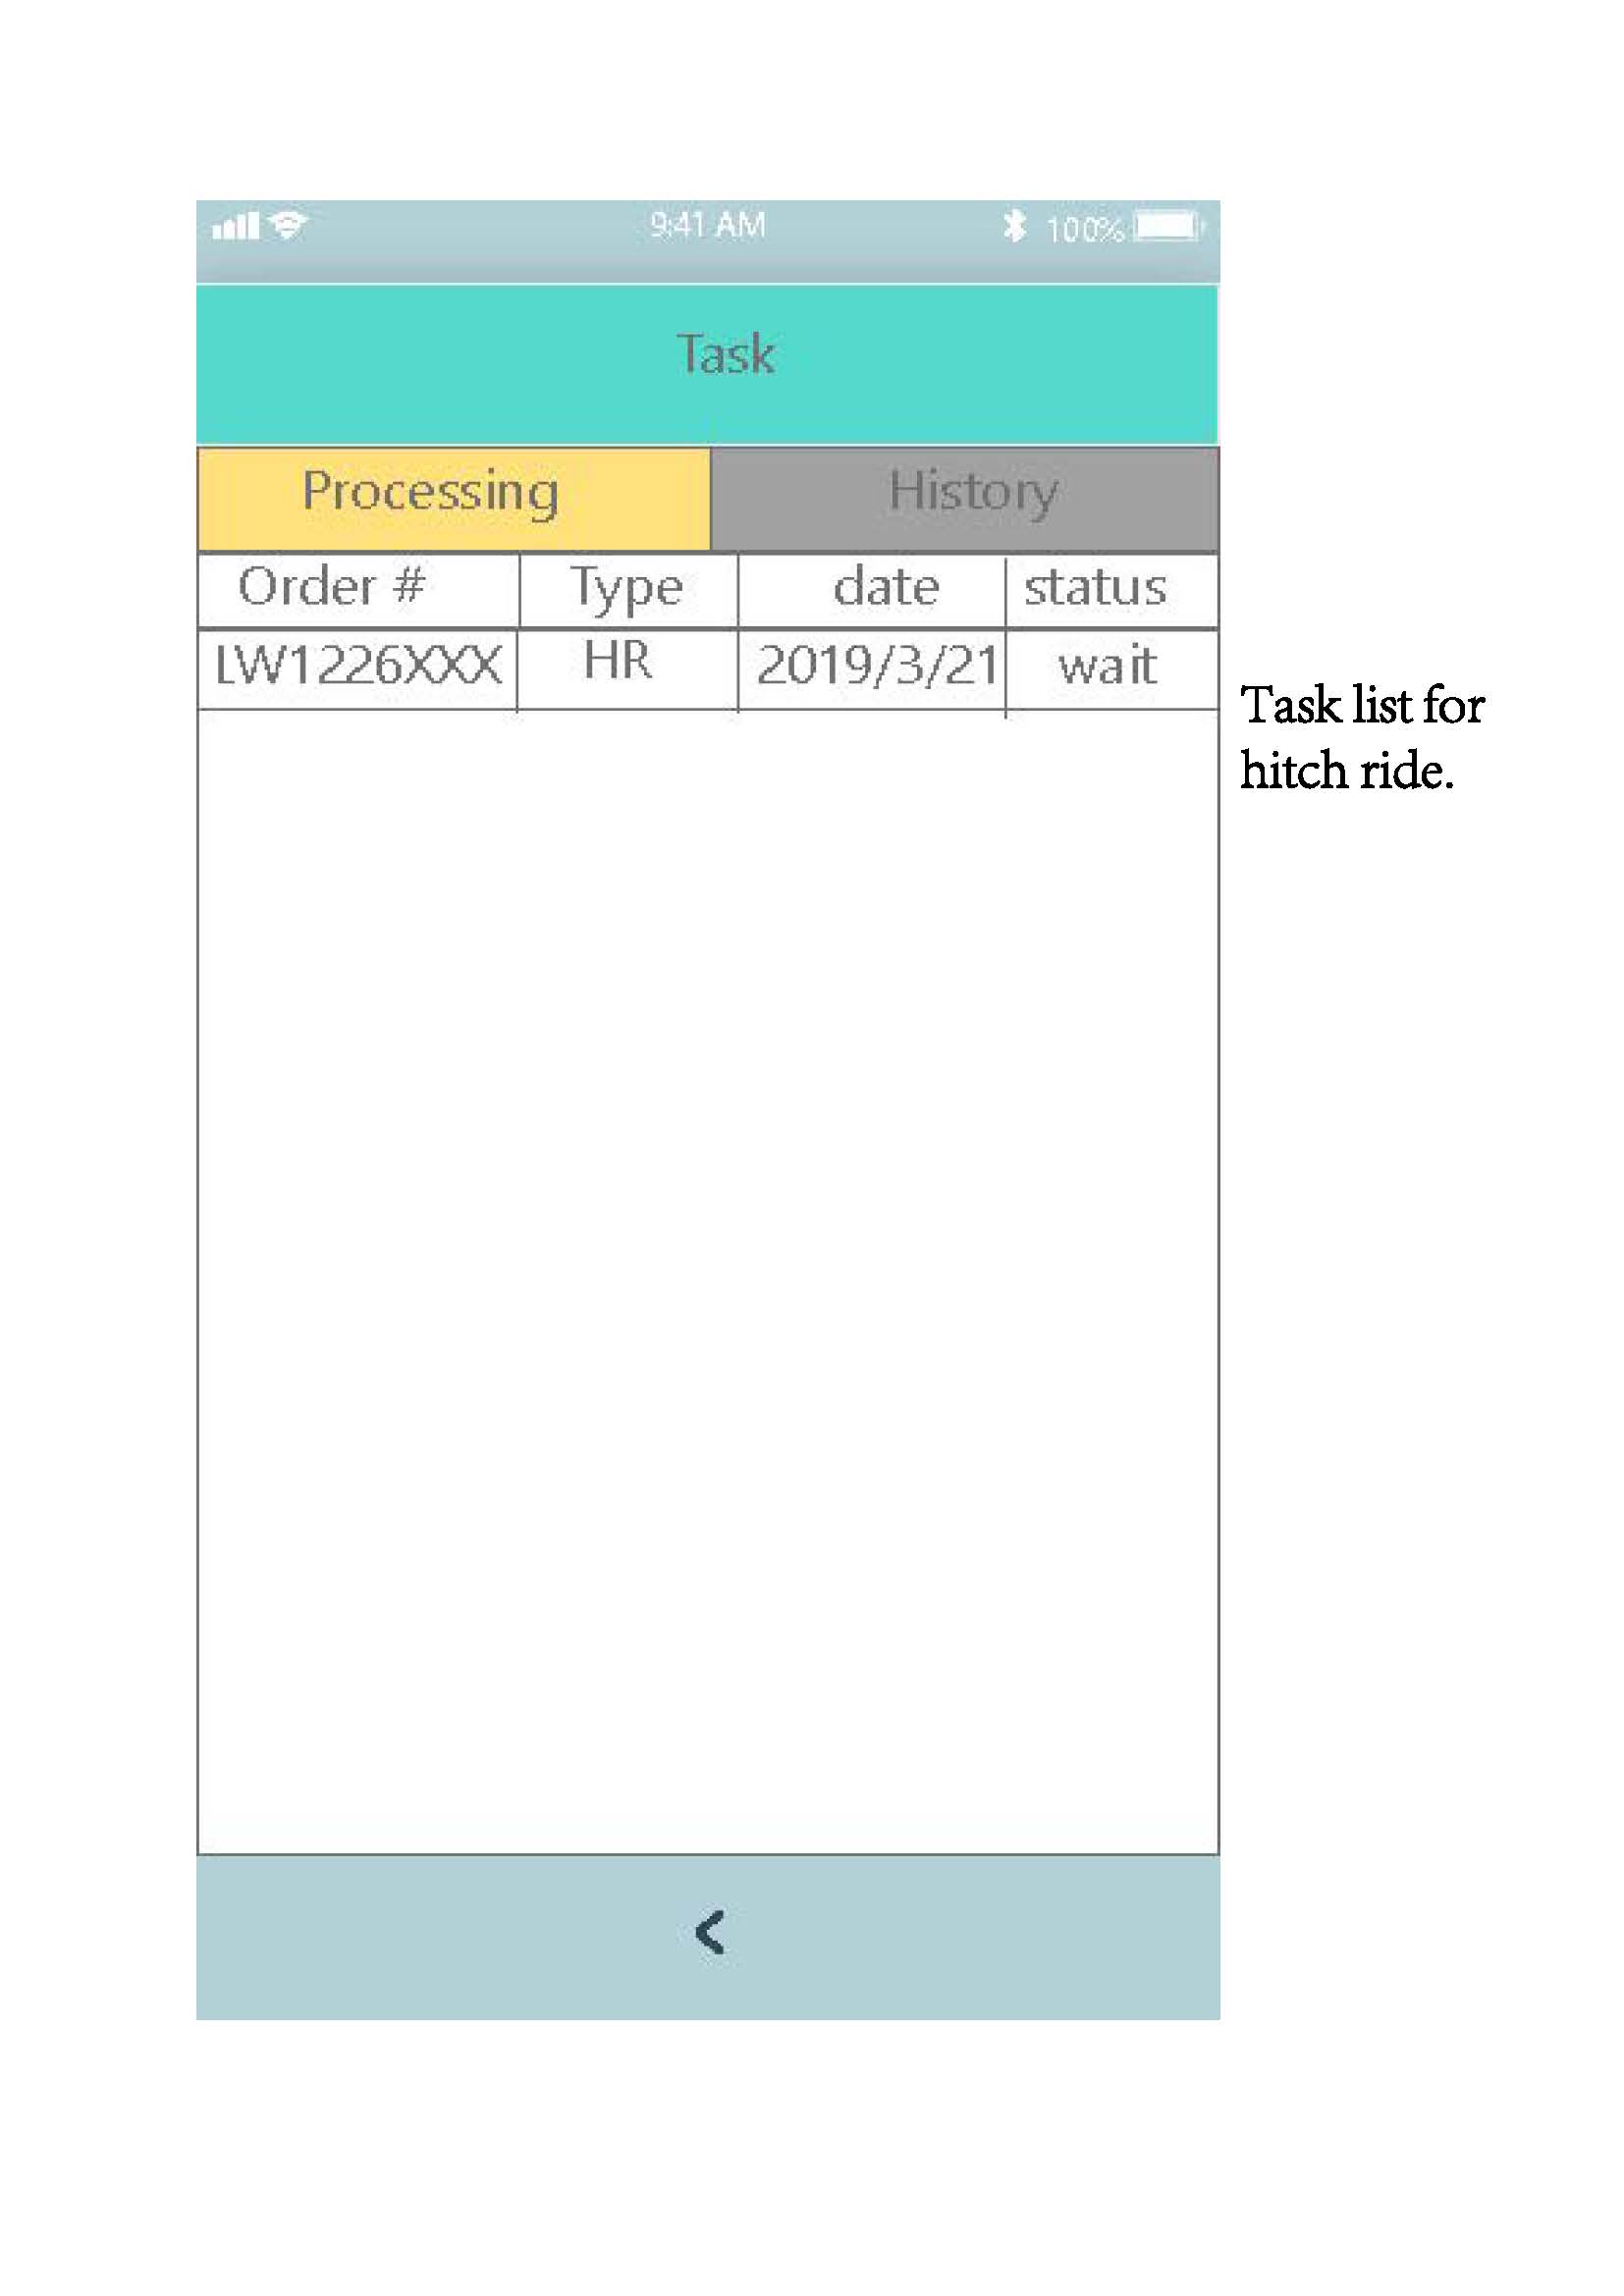 9:41 AM 100%
Task
Processing History
Order # Type date status
LW1226XXX HR 2019/3/21 wait
Task list for
hitch ride.